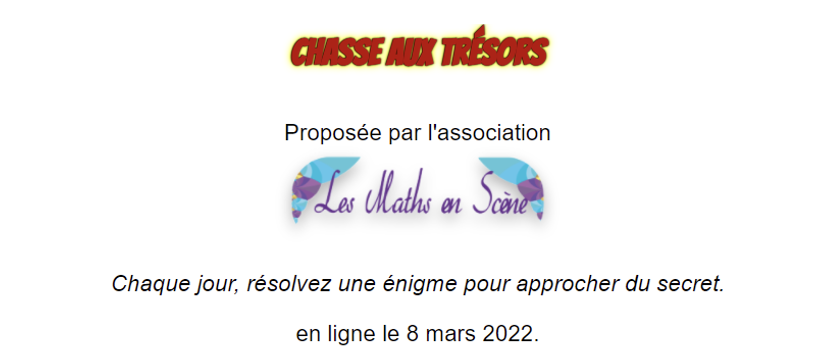 CHASSE AUX TRÉSORS
Proposée par l'association
Les Maths en Scène
Chaque jour, résolvez une énigme pour approcher du secret.
en ligne le 8 mars 2022.